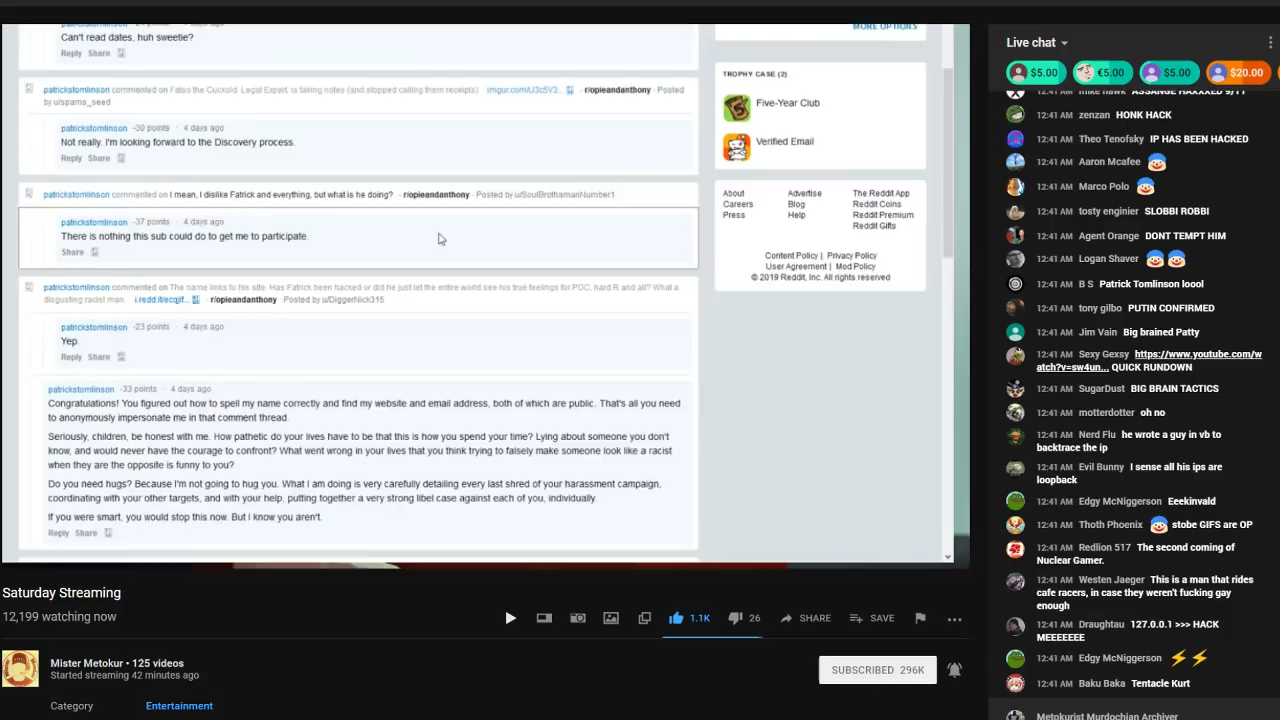 Can't read dates, huh sweetie?
Reply Share
MORE OPTIONS
patrickstomlinson commented on Falso the Cuckold, Legal Expert, is taking notes (and stopped calling them receipts) imgur.com/U3c5V3... r/opieandanthony · Posted
by u/spams_seed
patrickstomlinson -30 points · 4 days ago
Not really. I'm looking forward to the Discovery process.
Reply Share
patrickstomlinson commented on I mean, I dislike Fatrick and everything, but what is he doing? · r/opieandanthony · Posted by u/SoulBrothamanNumber1
patrickstomlinson -37 points · 4 days ago
There is nothing this sub could do to get me to participate.
Share
patrickstomlinson commented on The name links to his site. Has Fatrick been hacked or did he just let the entire world see his true feelings for POC, hard R and all? What a
disgusting racist man. i.redd.it/ecqjif... · r/opieandanthony · Posted by u/DiggerNick315
patrickstomlinson -23 points · 4 days ago
Yep.
Reply Share
patrickstomlinson -33 points · 4 days ago
Congratulations! You figured out how to spell my name correctly and find my website and email address, both of which are public. That's all you need
to anonymously impersonate me in that comment thread.
Seriously, children, be honest with me. How pathetic do your lives have to be that this is how you spend your time? Lying about someone you don't
know, and would never have the courage to confront? What went wrong in your lives that you think trying to falsely make someone look like a racist
when they are the opposite is funny to you?
Do you need hugs? Because I'm not going to hug you. What I am doing is very carefully detailing every last shred of your harassment campaign,
coordinating with your other targets, and with your help, putting together a very strong libel case against each of you, individually.
If you were smart, you would stop this now. But I know you aren't.
Reply Share
TROPHY CASE (2)
Five-Year Club
Verified Email
About Advertise The Reddit App
Careers Blog Reddit Coins
Press Help Reddit Premium
Reddit Gifts
Content Policy | Privacy Policy
User Agreement | Mod Policy
© 2019 Reddit, Inc. All rights reserved
Saturday Streaming
12,199 watching now
1.1K 26 SHARE SAVE
Mister Metokur • 125 videos
Started streaming 42 minutes ago
SUBSCRIBED 296K
Category Entertainment
Live chat
$5.00 €5.00 $5.00 $20.00
mike hawk ASSANGE HAXXXED 9/11
12:41 AM zenzan HONK HACK
12:41 AM Theo Tenofsky IP HAS BEEN HACKED
12:41 AM Aaron Mcafee
12:41 AM Marco Polo
12:41 AM tosty enginier SLOBBI ROBBI
12:41 AM Agent Orange DONT TEMPT HIM
12:41 AM Logan Shaver
12:41 AM B S Patrick Tomlinson loool
12:41 AM tony gilbo PUTIN CONFIRMED
12:41 AM Jim Vain Big brained Patty
12:41 AM Sexy Gexsy https://www.youtube.com/w
atch?v=sw4un... QUICK RUNDOWN
12:41 AM SugarDust BIG BRAIN TACTICS
12:41 AM motterdotter oh no
12:41 AM Nerd Flu he wrote a guy in vb to
backtrace the ip
12:41 AM Evil Bunny I sense all his ips are
loopback
12:41 AM Edgy McNiggerson Eeekinvald
12:41 AM Thoth Phoenix stobe GIFS are OP
12:41 AM Redlion 517 The second coming of
Nuclear Gamer.
12:41 AM Westen Jaeger This is a man that rides
cafe racers, in case they weren't fucking gay
enough
12:41 AM Draughtau 127.0.0.1 >>> HACK
MEEEEEEE
12:41 AM Edgy McNiggerson
12:41 AM Baku Baka Tentacle Kurt
Metokurist Murdochian Archiver